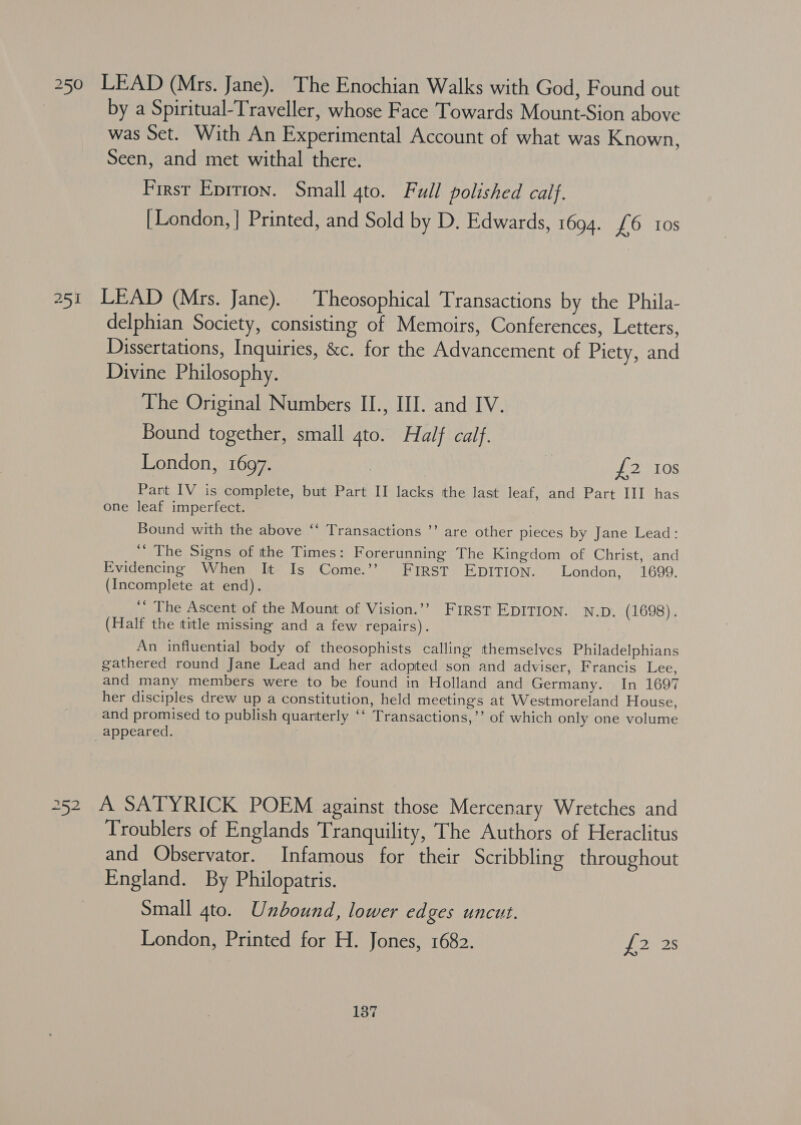 250 LEAD (Mrs. Jane). The Enochian Walks with God, Found out
by a Spiritual-Traveller, whose Face Towards Mount-Sion above
was Set. With An Experimental Account of what was Known,
Seen, and met withal there.
First Edition. Small 4to. Full polished calf.
[London,] Printed, and Sold by D. Edwards, 1694. £6 10s
251 LEAD (Mrs. Jane). Theosophical Transactions by the Phila-
delphian Society, consisting of Memoirs, Conferences, Letters,
Dissertations, Inquiries, &c. for the Advancement of Piety, and
Divine Philosophy.
The Original Numbers II., III. and IV.
Bound together, small 4to. Half calf.
London, 1697. £2 10s
Part IV is complete, but Part II lacks the last leaf, and Part III has
one leaf imperfect.
Bound with the above ‘‘ Transactions ’’ are other pieces by Jane Lead:
‘‘ The Signs of the Times: Forerunning The Kingdom of Christ, and
Evidencing When It Is Come.’’ FIRST EDITION. London, 1699.
(Incomplete at end).
‘‘ The Ascent of the Mount of Vision.’’ FIRST EDITION. N.D. (1698).
(Half the title missing and a few repairs).
An influential body of theosophists calling themselves Philadelphians
gathered round Jane Lead and her adopted son and adviser, Francis Lee,
and many members were to be found in Holland and Germany. In 1697
her disciples drew up a constitution, held meetings at Westmoreland House,
and promised to publish quarterly ‘‘ Transactions,’’ of which only one volume
appeared.
252 A SATYRICK POEM against those Mercenary Wretches and
Troublers of Englands Tranquility, The Authors of Heraclitus
and Observator. Infamous for their Scribbling throughout
England. By Philopatris.
Small 4to. Unbound, lower edges uncut.
London, Printed for H. Jones, 1682. £2 2s
137